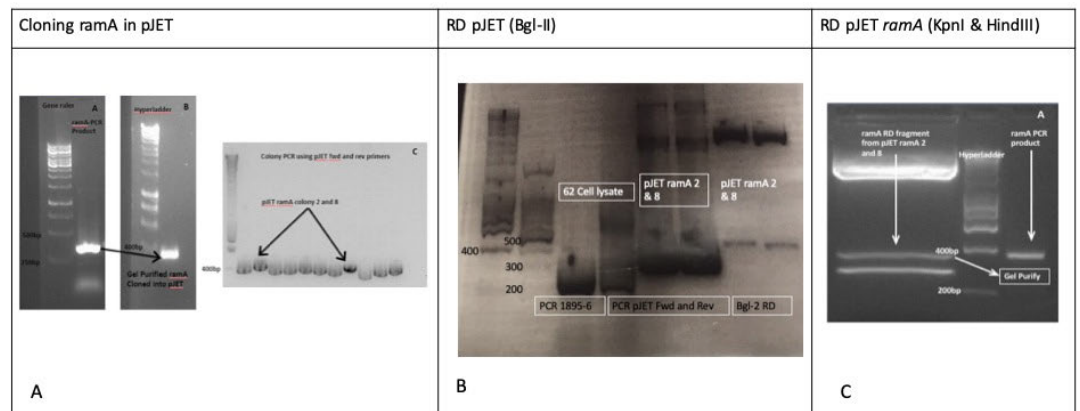 Cloning ramA in pJET
RD pJET (Bgl-II)
RD pJET ramA (KpnI & HindIII)
Gene ruler
A
ramA PCR
Product
400bp
Hyperladder
B
Gel Purified ramA
Cloned into pJET
C
Colony PCR using pJET fwd and rev primers
pJET ramA colony 2 and 8
400bp
A
62 Cell lysate
pJET ramA 2
& 8
pJET ramA 2
& 8
400
500
300
200
PCR 1895-6
PCR pJET Fwd and Rev
Bgl-2 RD
B
A
ramA RD fragment
from pJET ramA 2
and 8
Hyperladder
ramA PCR
product
400bp
Gel Purify
200bp
C